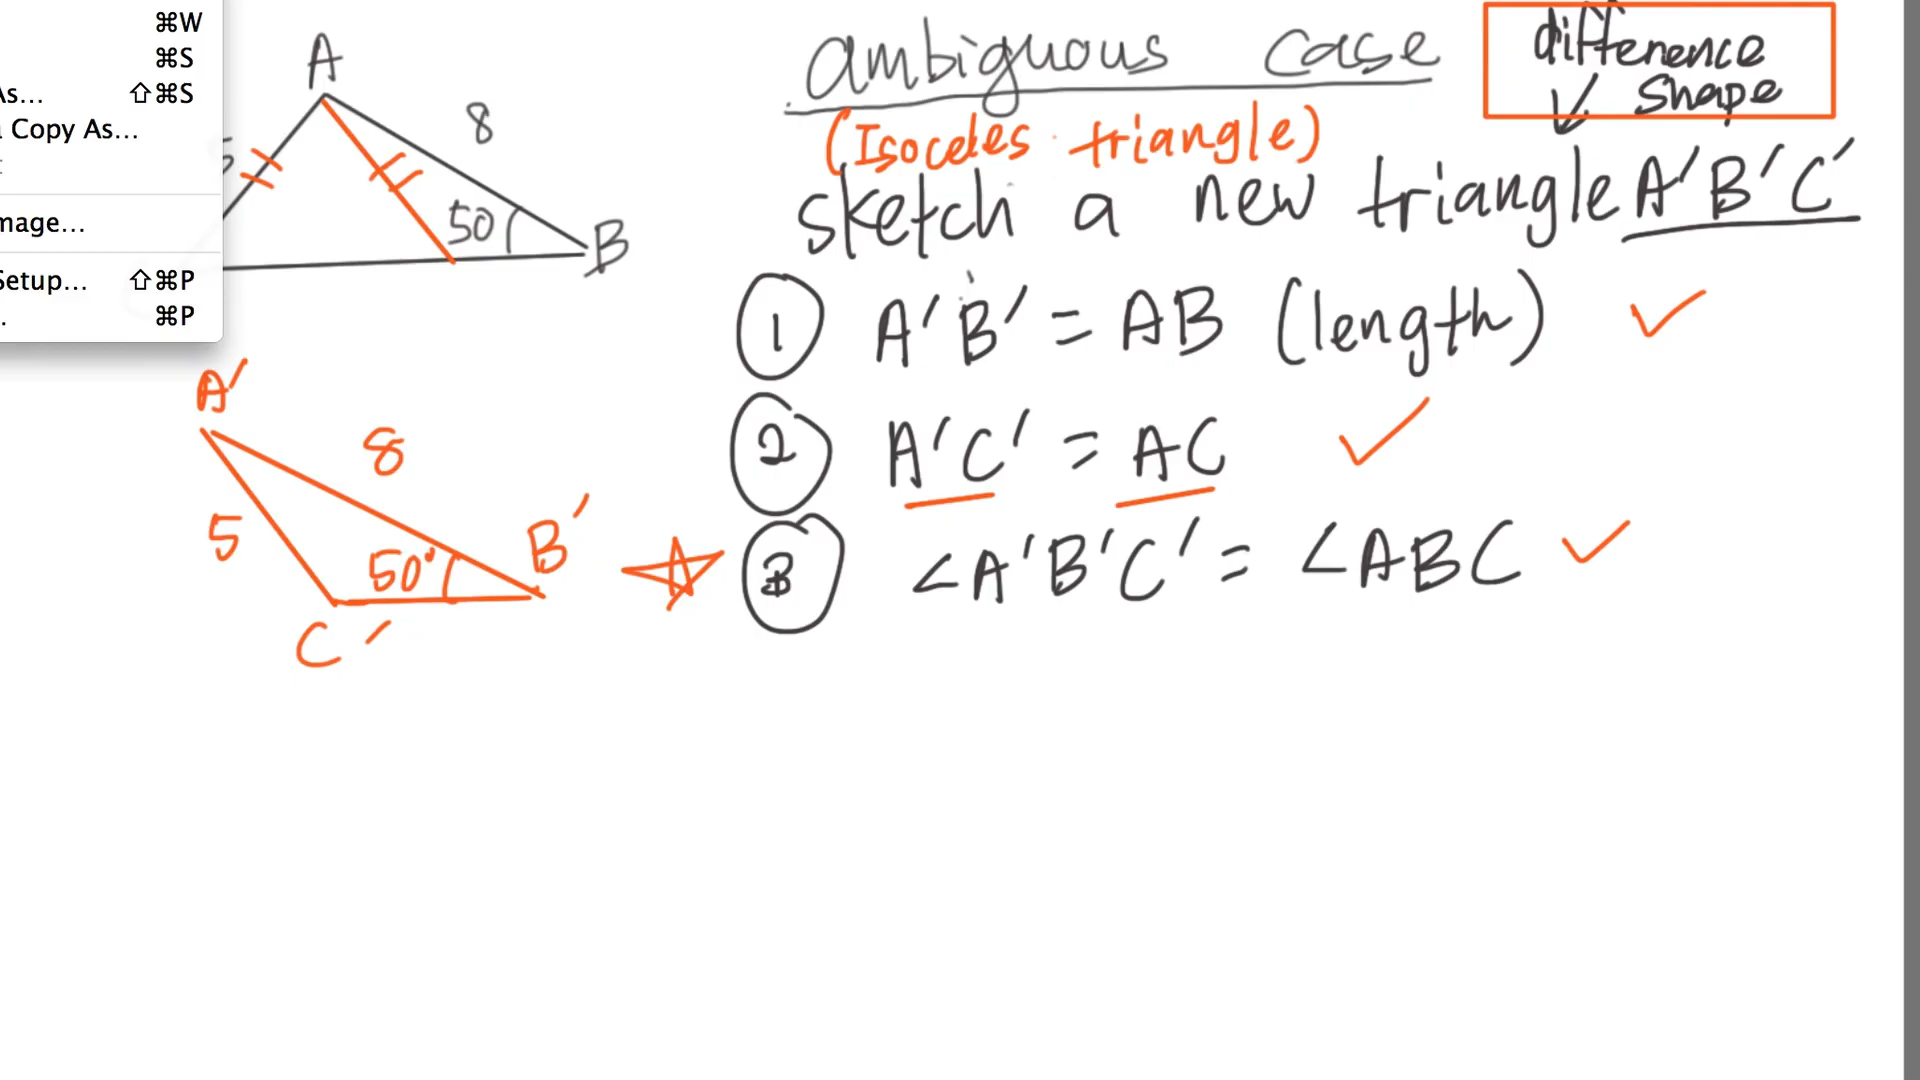 ⌘W
⌘S
As... ⇧⌘S
Copy As...
mage...
Setup... ⇧⌘P
⌘P
A
8
5
50
B
ambiguous case
(Isoceles triangle)
difference
shape
sketch a new triangle A'B'C'
1 A'B' = AB (length)
2 A'C' = AC
3 ∠A'B'C' = ∠ABC
A'
8
5
50°
B'
C'